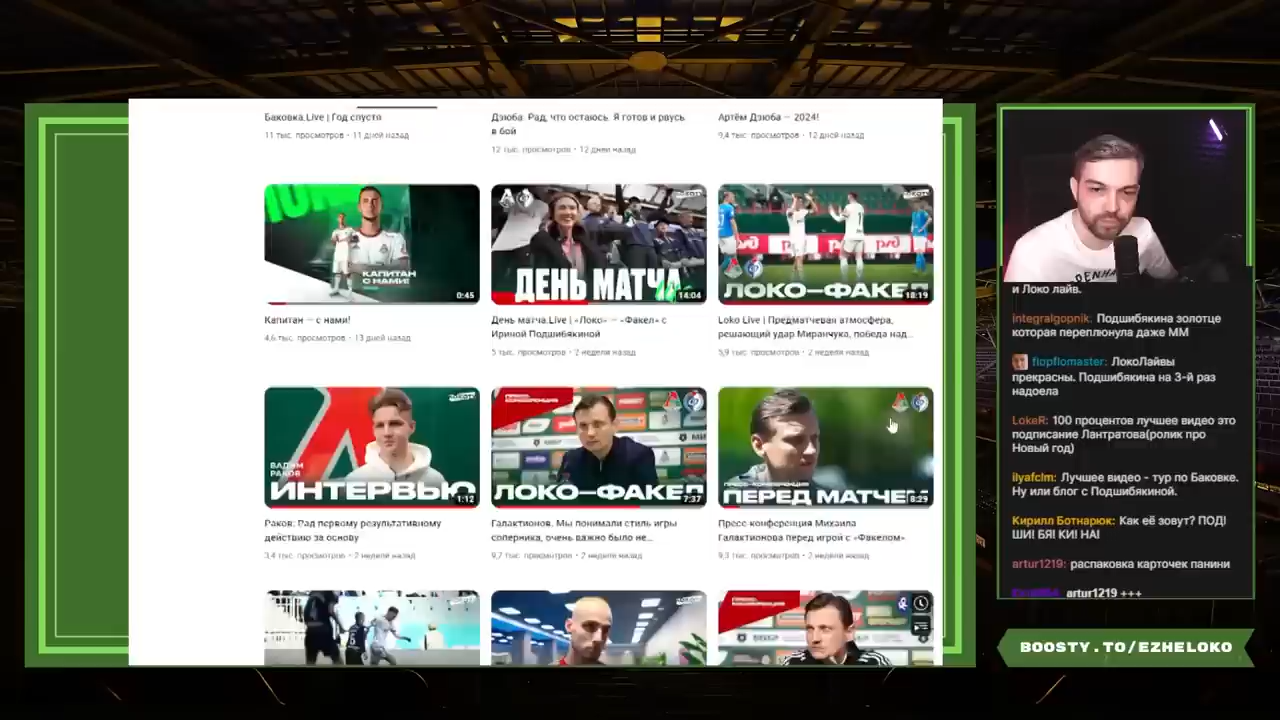 Баковка.Live | Год спустя
11 тыс. просмотров • 11 дней назад
Дзюба: Рад, что остаюсь. Я готов и рвусь
в бой
12 тыс. просмотров • 12 дней назад
Артём Дзюба – 2024!
9,4 тыс. просмотров • 12 дней назад
КАПИТАН
С НАМИ!
0:45
ДЕНЬ МАТЧА
14:04
ЛОКО—ФАКЕЛ
18:19
Капитан – с нами!
4,6 тыс. просмотров • 13 дней назад
День матча.Live | «Локо» – «Факел» с
Ириной Подшибякиной
5 тыс. просмотров • 2 недели назад
Loko Live | Предматчевая атмосфера,
решающий удар Миранчука, победа над...
5,9 тыс. просмотров • 2 недели назад
ВАДИМ
РАКОВ
ИНТЕРВЬЮ
1:12
ПРЕСС-КОНФЕРЕНЦИЯ
ЛОКО—ФАКЕЛ
7:37
ПРЕСС-КОНФЕРЕНЦИЯ
ПЕРЕД МАТЧЕМ
8:29
Раков: Рад первому результативному
действию за основу
3,4 тыс. просмотров • 2 недели назад
Галактионов: Мы понимали стиль игры
соперника, очень важно было не...
9,7 тыс. просмотров • 2 недели назад
Пресс-конференция Михаила
Галактионова перед игрой с «Факелом»
9,3 тыс. просмотров • 2 недели назад
и Локо лайв.
integralgopnik: Подшибякина золотце
которая переплюнула даже ММ
flopflomaster: ЛокоЛайвы
прекрасны. Подшибякина на 3-й раз
надоела
LokeR: 100 процентов лучшее видео это
подписание Лантратова(ролик про
Новый год)
ilyafclm: Лучшее видео - тур по Баковке.
Ну или блог с Подшибякиной.
Кирилл Ботнарюк: Как её зовут? ПОД!
ШИ! БЯ! КИ! НА!
artur1219: распаковка карточек панини
artur1219 +++
BOOSTY.TO/EZHELOKO